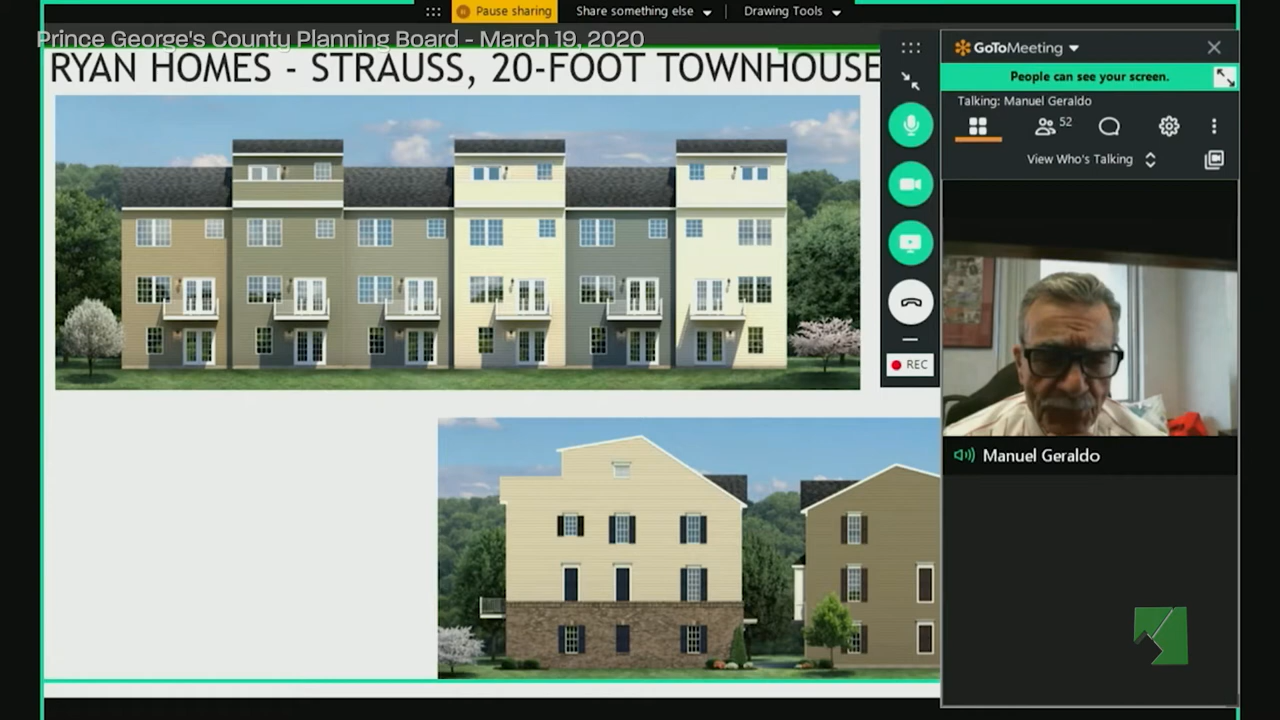 Pause sharing
Share something else
Drawing Tools
Prince George's County Planning Board - March 19, 2020
RYAN HOMES - STRAUSS, 20-FOOT TOWNHOUSE
GoToMeeting
People can see your screen.
Talking: Manuel Geraldo
52
View Who's Talking
REC
Manuel Geraldo